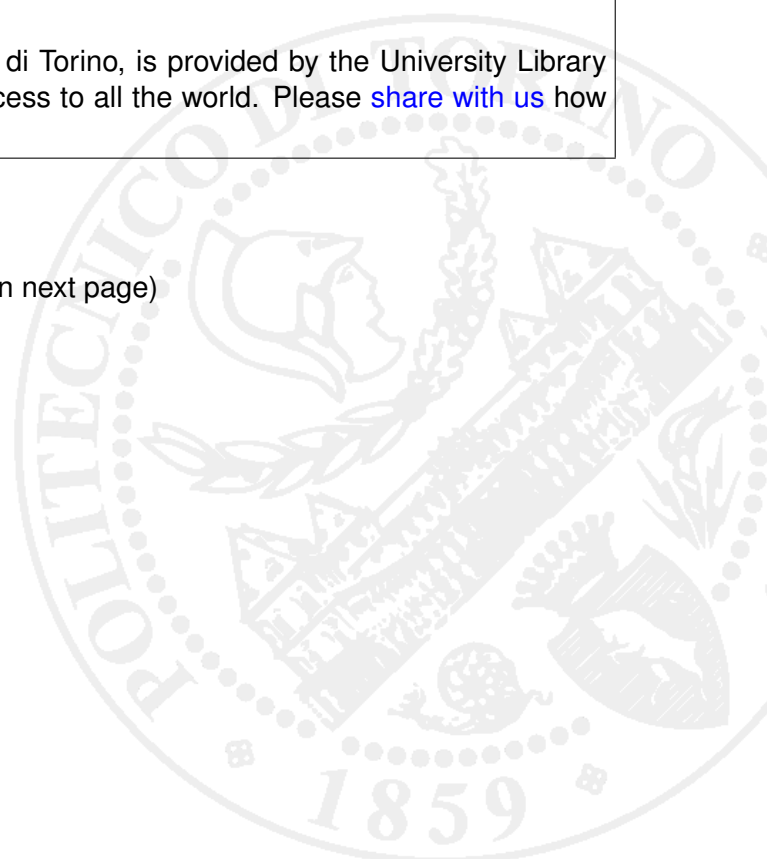 di Torino, is provided by the University Library
cess to all the world. Please share with us how
n next page)
POLITECNICO DI TORINO
1859